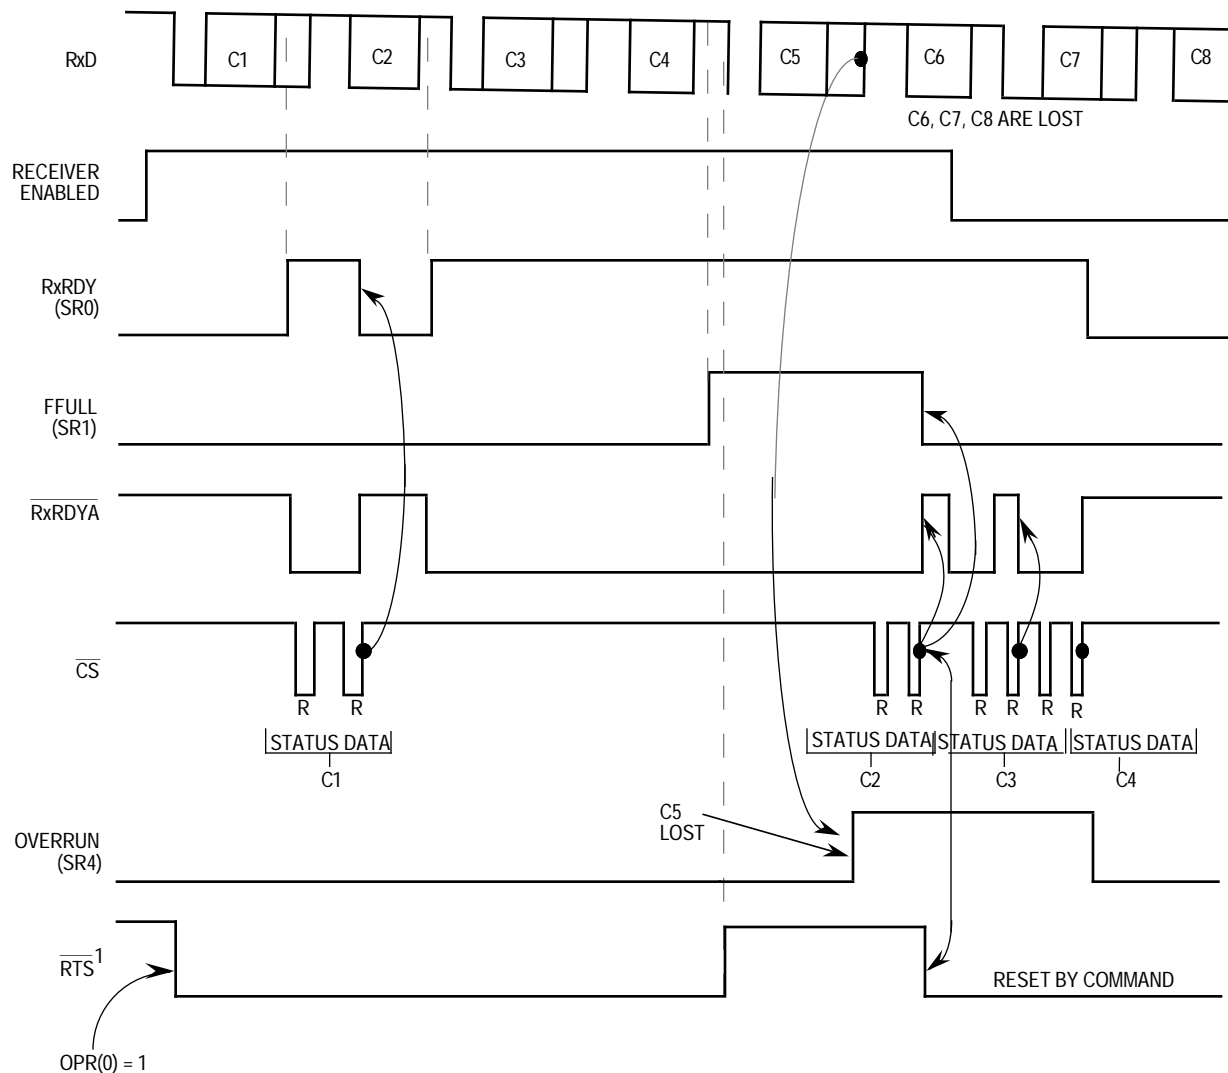 RxD
C1
C2
C3
C4
C5
C6
C7
C8
C6, C7, C8 ARE LOST
RECEIVER
ENABLED
RxRDY
(SR0)
FFULL
(SR1)
RxRDYA
CS
R
R
R
R
R
R
R
R
STATUS DATA
C1
STATUS DATA
C2
STATUS DATA
C3
STATUS DATA
C4
C5
LOST
OVERRUN
(SR4)
RTS1
RESET BY COMMAND
OPR(0) = 1